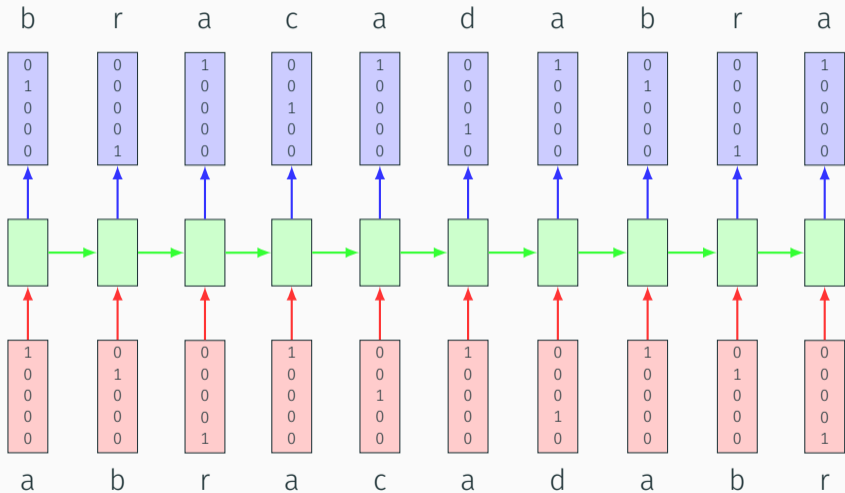 b r a c a d a b r a
0 0 1 0 1 0 1 0 0 1
1 0 0 0 0 0 0 1 0 0
0 0 0 1 0 0 0 0 0 0
0 0 0 0 0 1 0 0 0 0
0 1 0 0 0 0 0 0 1 0
1 0 0 1 0 1 0 1 0 0
0 1 0 0 0 0 0 0 1 0
0 0 0 0 1 0 0 0 0 0
0 0 0 0 0 0 1 0 0 0
0 0 1 0 0 0 0 0 0 1
a b r a c a d a b r